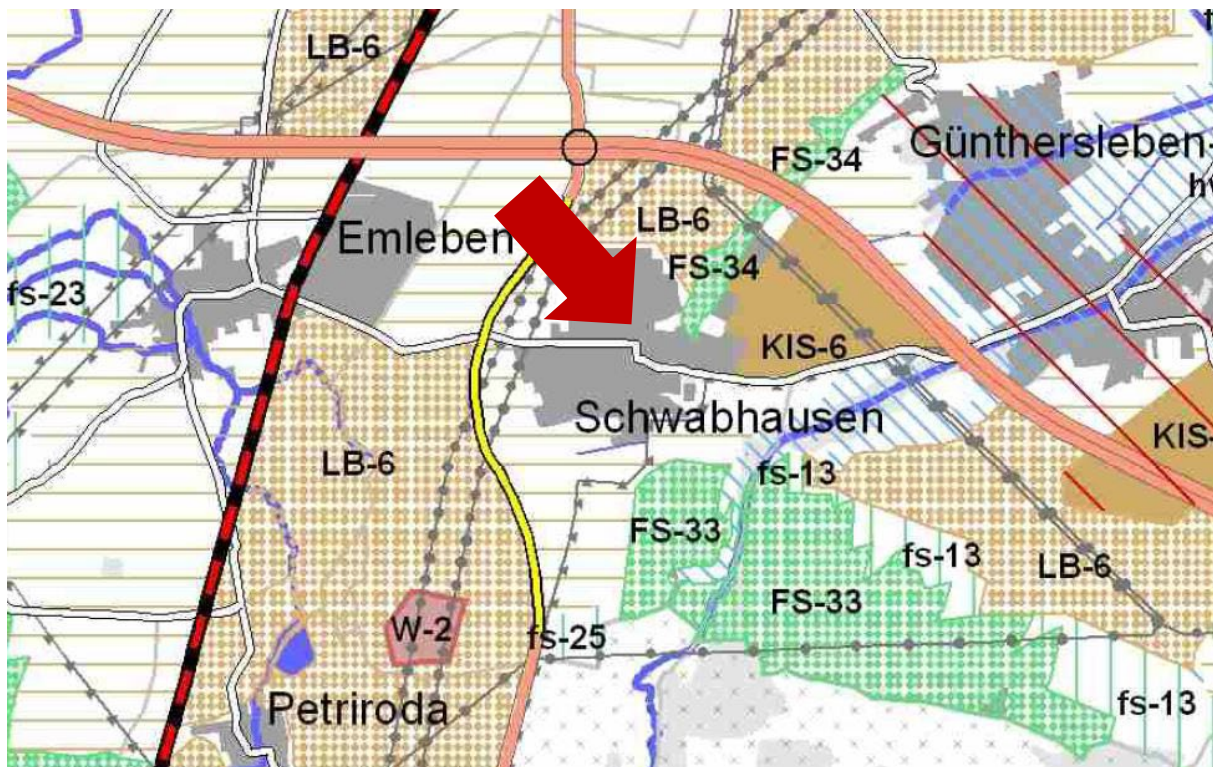 LB-6
Günthersleben-
FS-34
LB-6
Emleben
FS-34
fs-23
KIS-6
Schwabhausen
KIS-
LB-6
fs-13
FS-33
fs-13
LB-6
FS-33
W-2
fs-25
fs-13
Petriroda